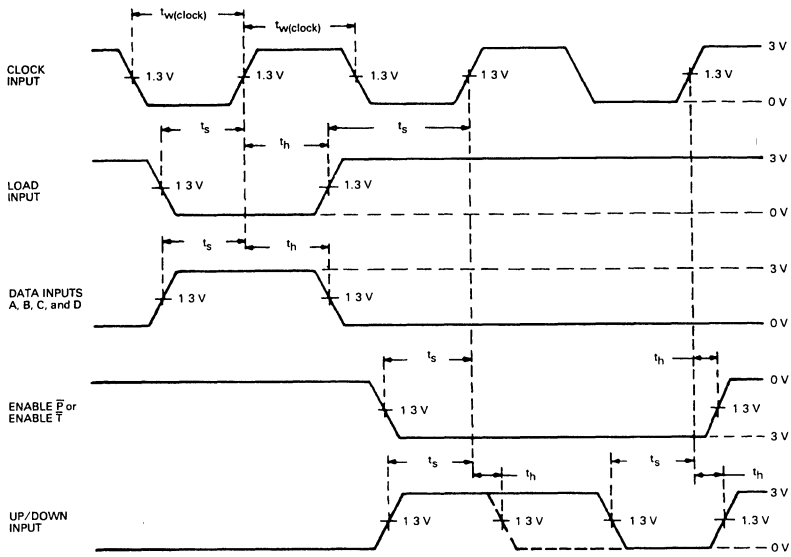 tw(clock) tw(clock)
3 V
CLOCK
INPUT
1.3 V 1.3 V 1.3 V 1 3 V 1.3 V
0 V
ts th ts
3 V
LOAD
INPUT
1 3 V 1.3 V
0 V
ts th
3 V
DATA INPUTS
A, B, C, and D
1 3 V 1 3 V
0 V
ts th
0 V
ENABLE P̅ or
ENABLE T̅
1 3 V 1 3 V
3 V
ts th ts th
3 V
UP/DOWN
INPUT
1 3 V 1 3 V 1 3 V 1.3 V
0 V